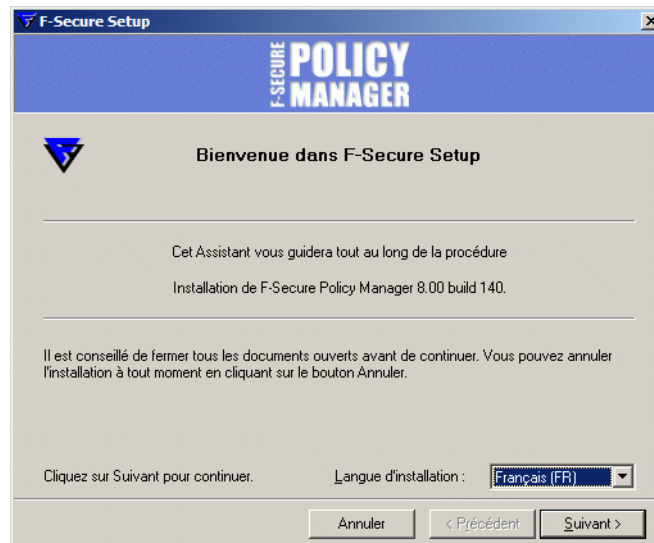 F-Secure Setup
F-SECURE
POLICY
MANAGER
Bienvenue dans F-Secure Setup
Cet Assistant vous guidera tout au long de la procédure
Installation de F-Secure Policy Manager 8.00 build 140.
Il est conseillé de fermer tous les documents ouverts avant de continuer. Vous pouvez annuler
l'installation à tout moment en cliquant sur le bouton Annuler.
Cliquez sur Suivant pour continuer.
Langue d'installation :
Français (FR)
Annuler
< Précédent
Suivant >